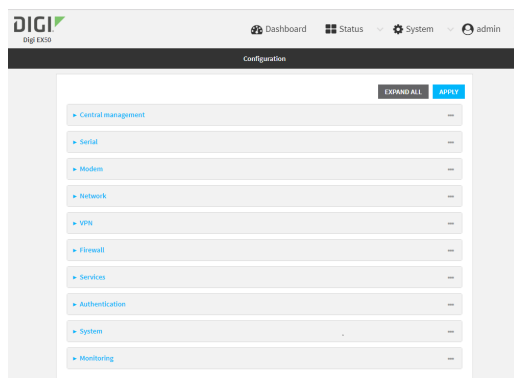 DIGI
Digi EX50
Dashboard Status System admin
Configuration
EXPAND ALL APPLY
Central management
Serial
Modem
Network
VPN
Firewall
Services
Authentication
System
Monitoring